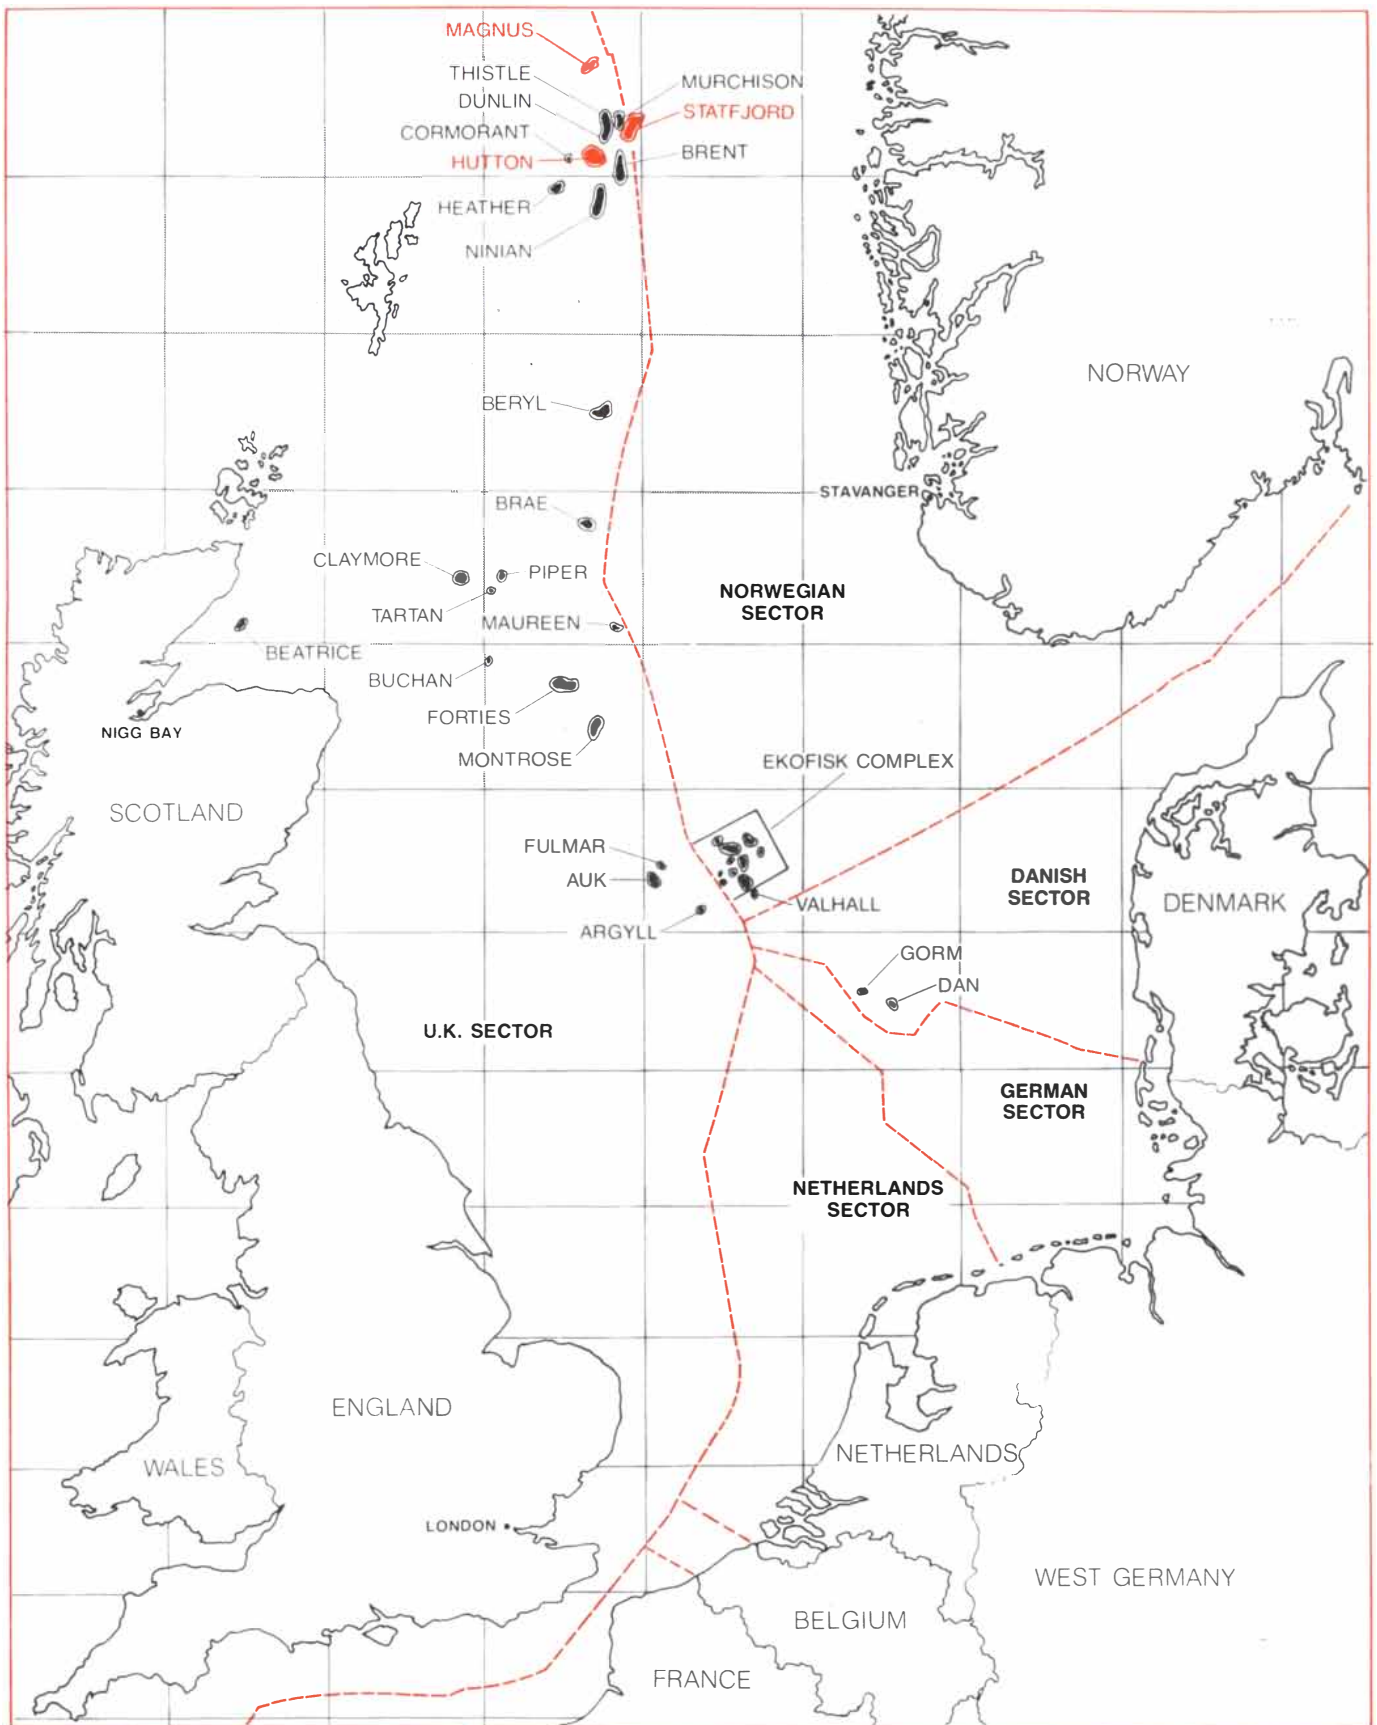 MAGNUS
THISTLE
MURCHISON
DUNLIN
STATFJORD
CORMORANT
BRENT
HUTTON
HEATHER
NINIAN
NORWAY
BERYL
STAVANGER
BRAE
CLAYMORE
PIPER
NORWEGIAN
SECTOR
TARTAN
MAUREEN
BEATRICE
BUCHAN
FORTIES
NIGG BAY
MONTROSE
EKOFISK COMPLEX
SCOTLAND
FULMAR
AUK
DANISH
SECTOR
VALHALL
DENMARK
ARGYLL
GORM
DAN
U.K. SECTOR
GERMAN
SECTOR
NETHERLANDS
SECTOR
ENGLAND
NETHERLANDS
WALES
LONDON
WEST GERMANY
BELGIUM
FRANCE